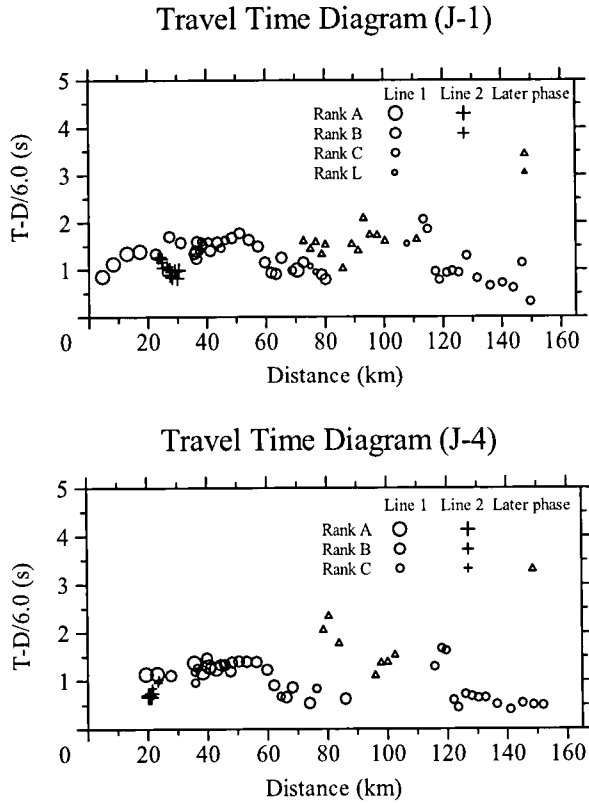 Travel Time Diagram (J-1)
5
4
3
2
1
0
T-D/6.0 (s)
Line 1 Line 2 Later phase
Rank A
Rank B
Rank C
Rank L
20 40 60 80 100 120 140 160
Distance (km)
Travel Time Diagram (J-4)
5
4
3
2
1
0
T-D/6.0 (s)
Line 1 Line 2 Later phase
Rank A
Rank B
Rank C
20 40 60 80 100 120 140 160
Distance (km)